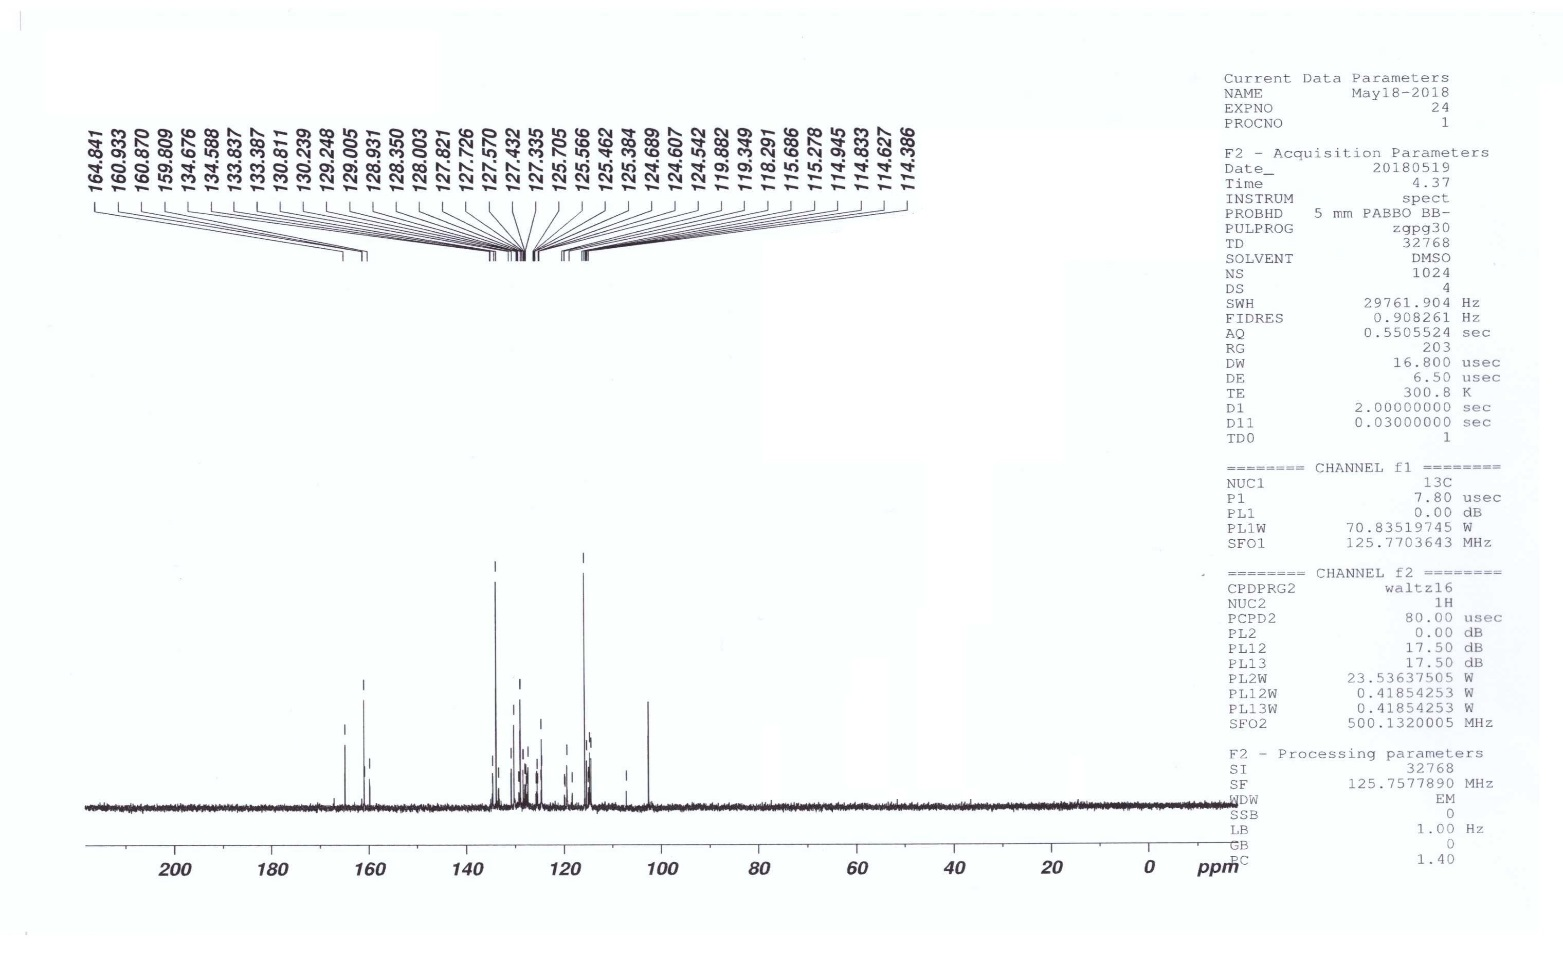 164.841
160.933
160.870
159.809
134.676
134.588
133.837
133.387
130.811
130.239
129.248
129.005
128.931
128.350
128.003
127.821
127.726
127.570
127.432
127.335
125.705
125.566
125.462
125.384
124.689
124.607
124.542
119.882
119.349
118.291
115.686
115.278
114.945
114.833
114.627
114.386
Current Data Parameters
NAME May18-2018
EXPNO 24
PROCNO 1
F2 - Acquisition Parameters
Date_ 20180519
Time 4.37
INSTRUM spect
PROBHD 5 mm PABBO BB-
PULPROG zgpg30
TD 32768
SOLVENT DMSO
NS 1024
DS 4
SWH 29761.904 Hz
FIDRES 0.908261 Hz
AQ 0.5505524 sec
RG 203
DW 16.800 usec
DE 6.50 usec
TE 300.8 K
D1 2.00000000 sec
D11 0.03000000 sec
TD0 1
======== CHANNEL f1 ========
NUC1 13C
P1 7.80 usec
PL1 0.00 dB
PL1W 70.83519745 W
SFO1 125.7703643 MHz
======== CHANNEL f2 ========
CPDPRG2 waltz16
NUC2 1H
PCPD2 80.00 usec
PL2 0.00 dB
PL12 17.50 dB
PL13 17.50 dB
PL2W 23.53637505 W
PL12W 0.41854253 W
PL13W 0.41854253 W
SFO2 500.1320005 MHz
F2 - Processing parameters
SI 32768
SF 125.7577890 MHz
WDW EM
SSB 0
LB 1.00 Hz
GB 0
PC 1.40
200 180 160 140 120 100 80 60 40 20 0 ppm